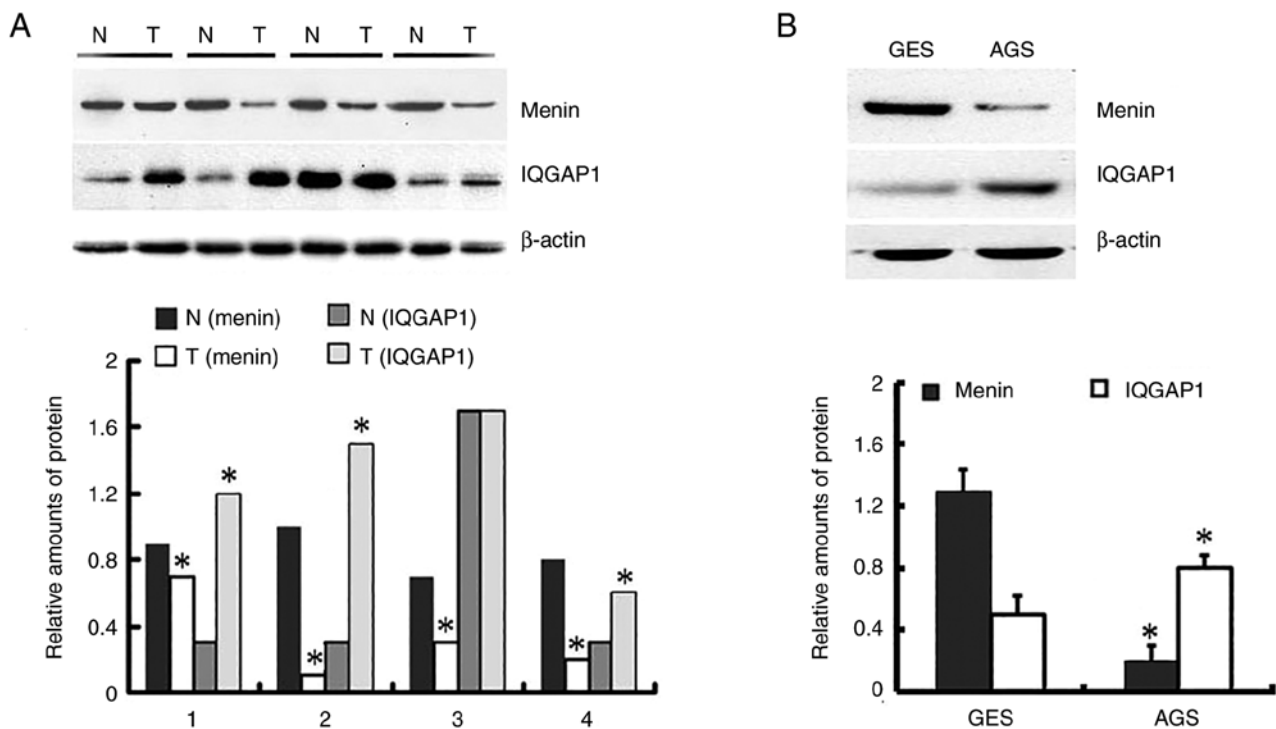 A
N T N T N T N T
Menin
IQGAP1
β-actin
N (menin)
N (IQGAP1)
T (menin)
T (IQGAP1)
Relative amounts of protein
2
1.6
1.2
0.8
0.4
0
*
*
*
*
*
*
*
1 2 3 4
B
GES AGS
Menin
IQGAP1
β-actin
Menin
IQGAP1
Relative amounts of protein
2
1.6
1.2
0.8
0.4
0
*
*
GES AGS